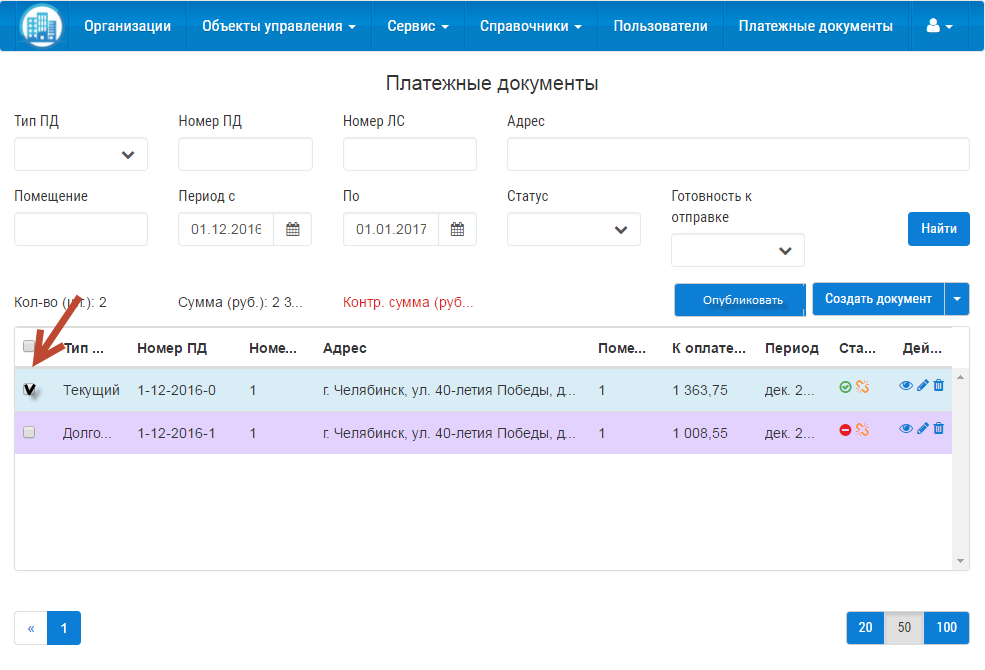 Организации Объекты управления Сервис Справочники Пользователи Платежные документы
Платежные документы
Тип ПД Номер ПД Номер ЛС Адрес
Помещение Период с По Статус Готовность к
отправке
01.12.2016 01.01.2017 Найти
Кол-во (шт.): 2 Сумма (руб.): 2 3... Контр. сумма (руб... Опубликовать Создать документ
Тип ... Номер ПД Номе... Адрес Поме... К оплате... Период Ста... Дей...
Текущий 1-12-2016-0 1 г. Челябинск, ул. 40-летия Победы, д... 1 1 363,75 дек. 2...
Долго... 1-12-2016-1 1 г. Челябинск, ул. 40-летия Победы, д... 1 1 008,55 дек. 2...
« 1 20 50 100